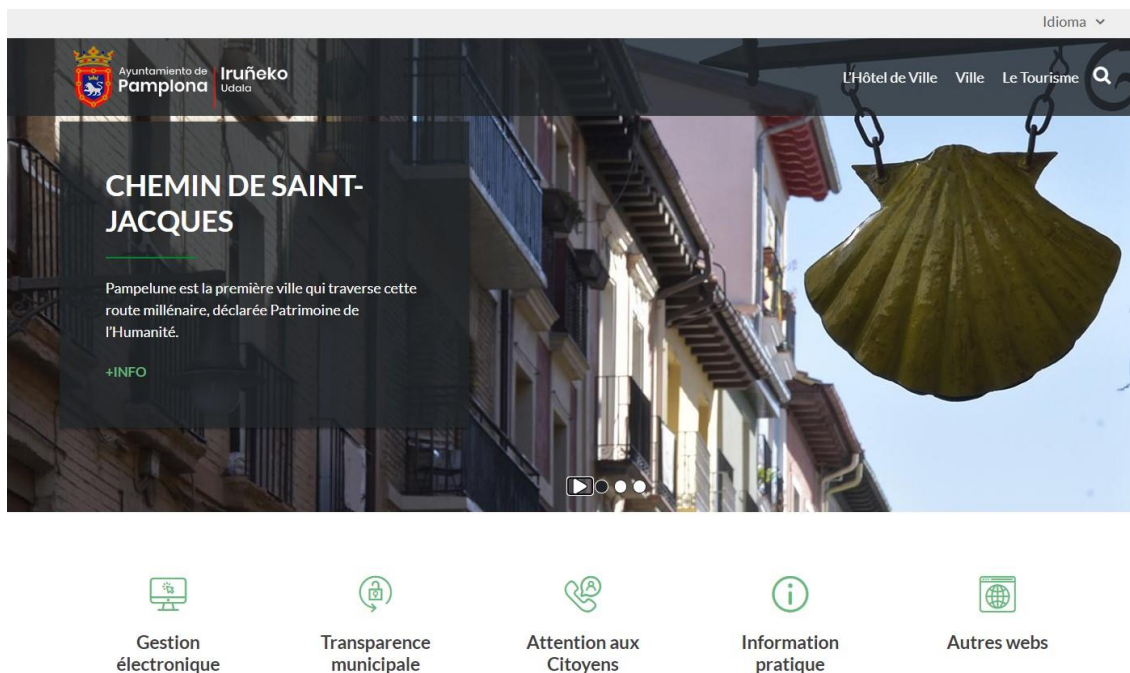 Idioma
Ayuntamiento de
Pamplona
Iruñeko
Udala
L'Hôtel de Ville Ville Le Tourisme
CHEMIN DE SAINT-
JACQUES
Pampelune est la première ville qui traverse cette
route millénaire, déclarée Patrimoine de
l'Humanité.
+INFO
Gestion
électronique
Transparence
municipale
Attention aux
Citoyens
Information
pratique
Autres webs